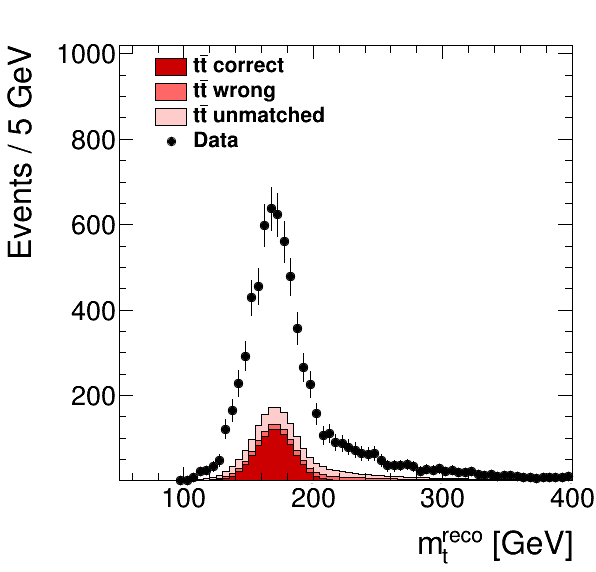 Events / 5 GeV
1000
800
600
400
200
tt̄ correct
tt̄ wrong
tt̄ unmatched
Data
100 200 300 400
m_t^reco [GeV]